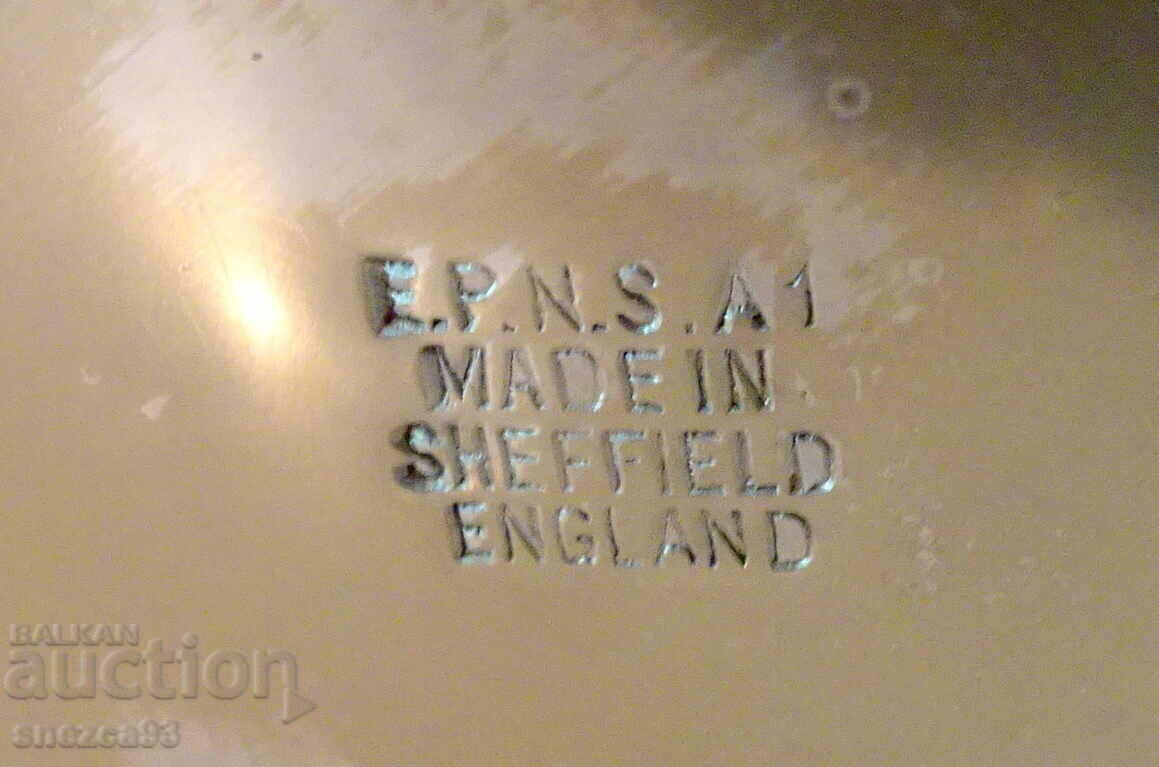 E.P.N.S. A1
MADE IN
SHEFFIELD
ENGLAND
BALKAN
auction
snezca93